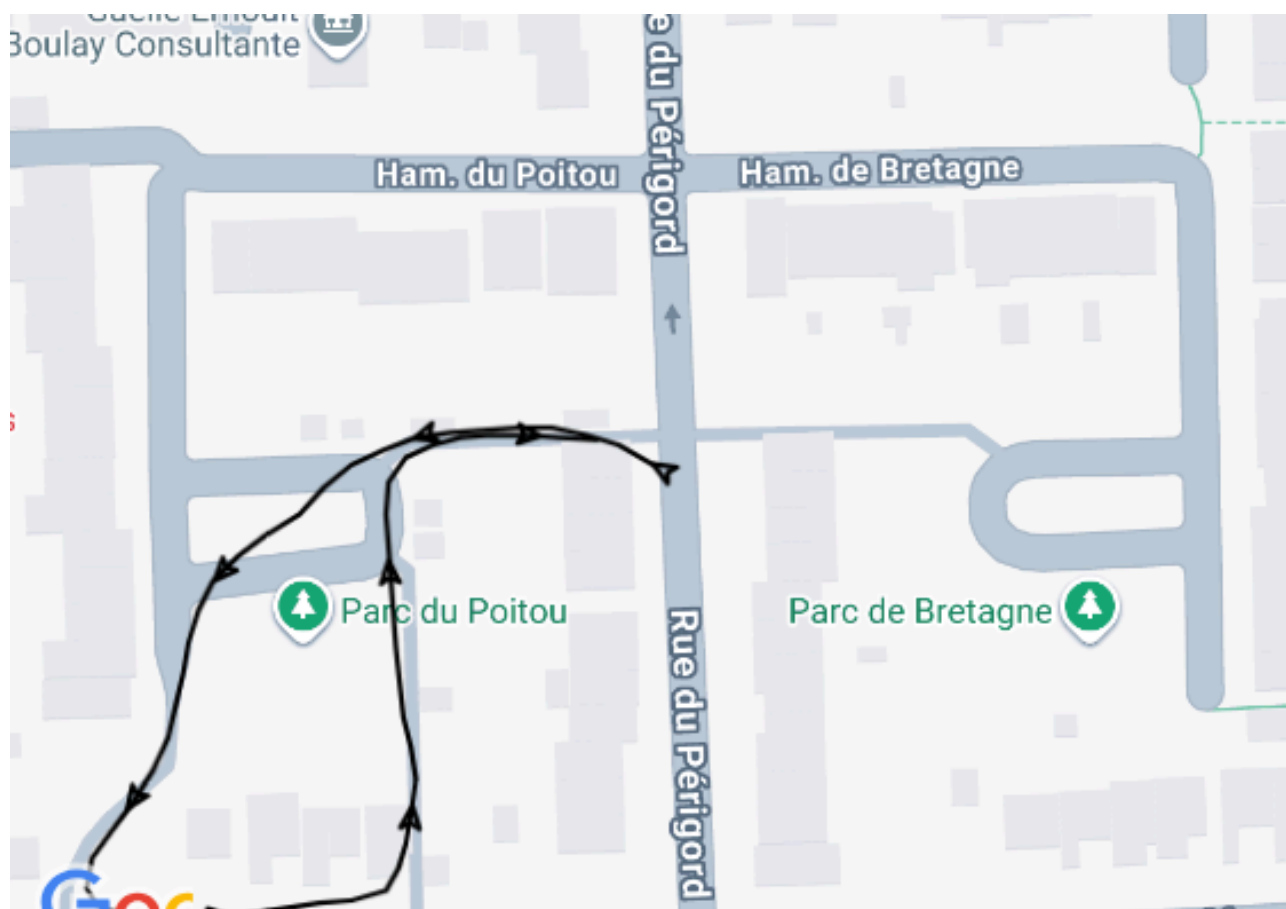 Boulay Consultante
e du Périgord
Ham. du Poitou
Ham. de Bretagne
Parc du Poitou
Rue du Périgord
Parc de Bretagne